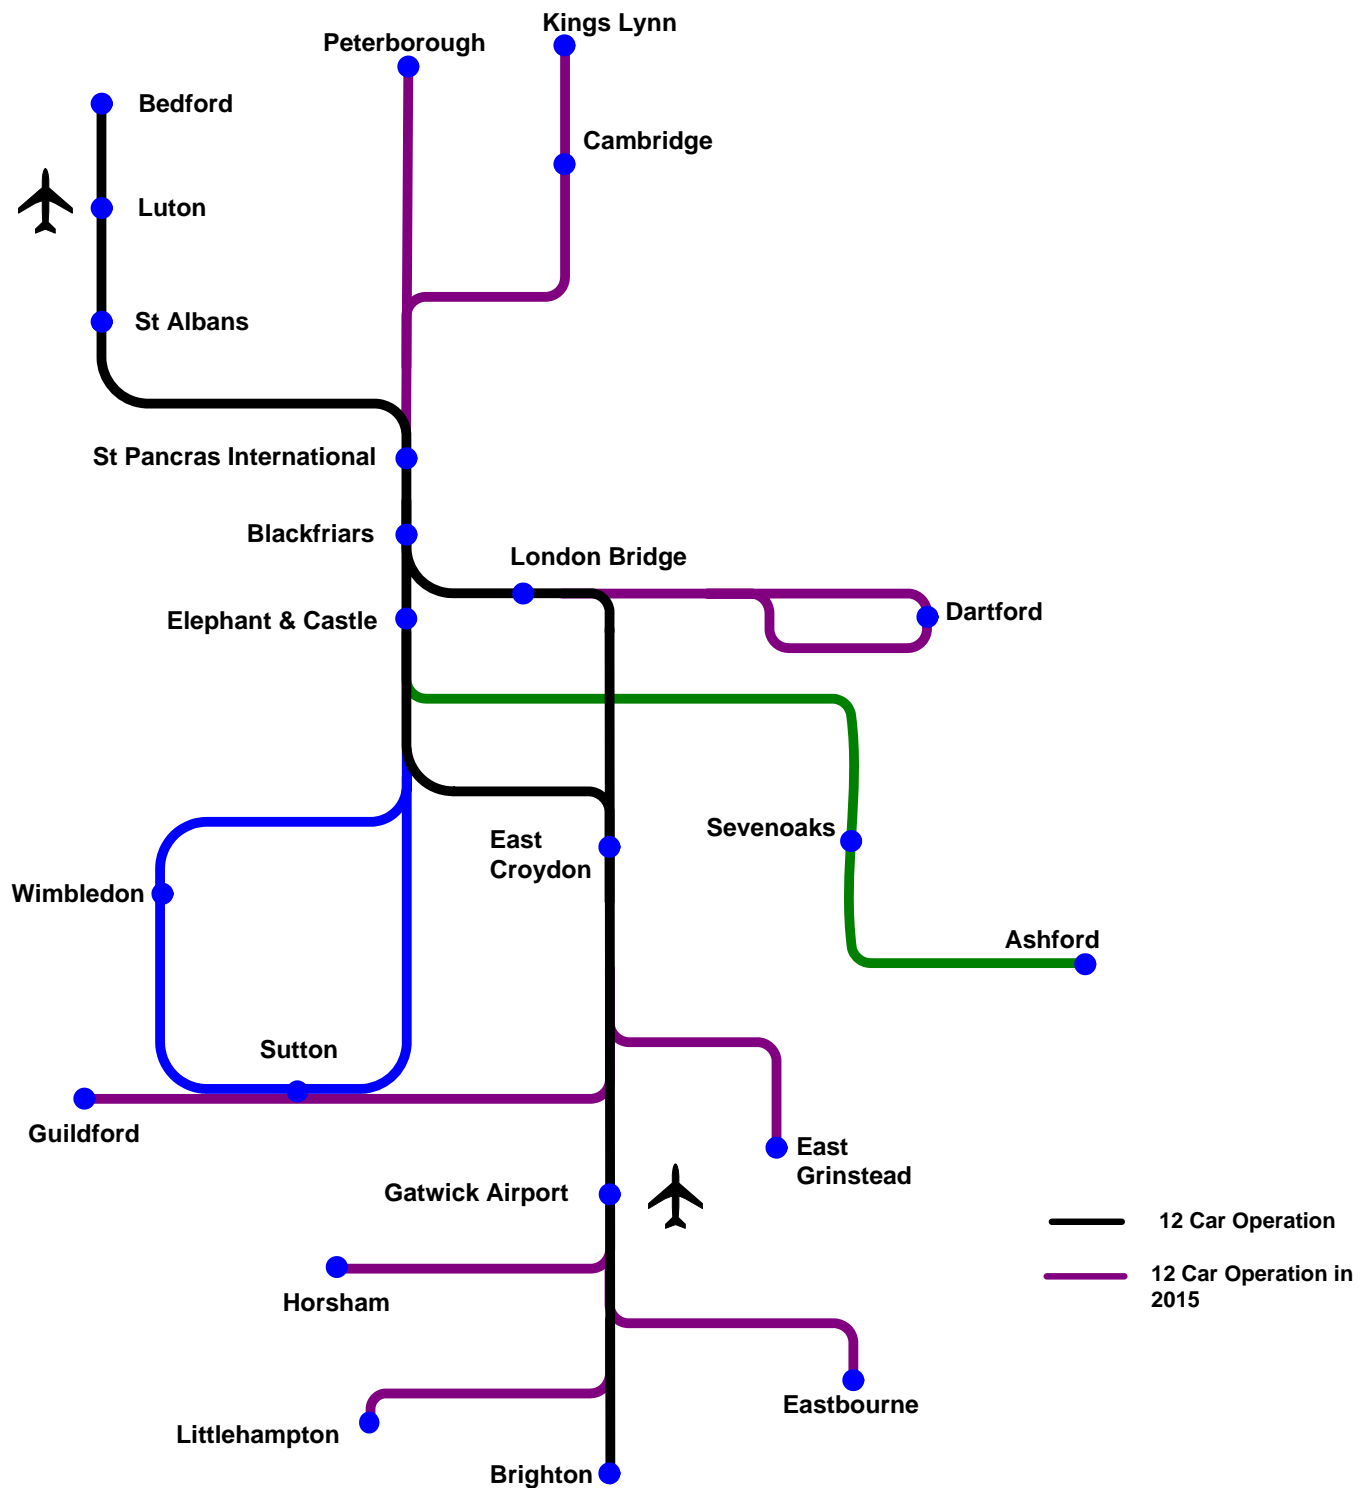 Kings Lynn
Peterborough
Bedford
Cambridge
Luton
St Albans
St Pancras International
Blackfriars
London Bridge
Elephant & Castle
Dartford
Sevenoaks
East
Croydon
Wimbledon
Ashford
Sutton
Guildford
East
Grinstead
Gatwick Airport
12 Car Operation
12 Car Operation in
2015
Horsham
Eastbourne
Littlehampton
Brighton